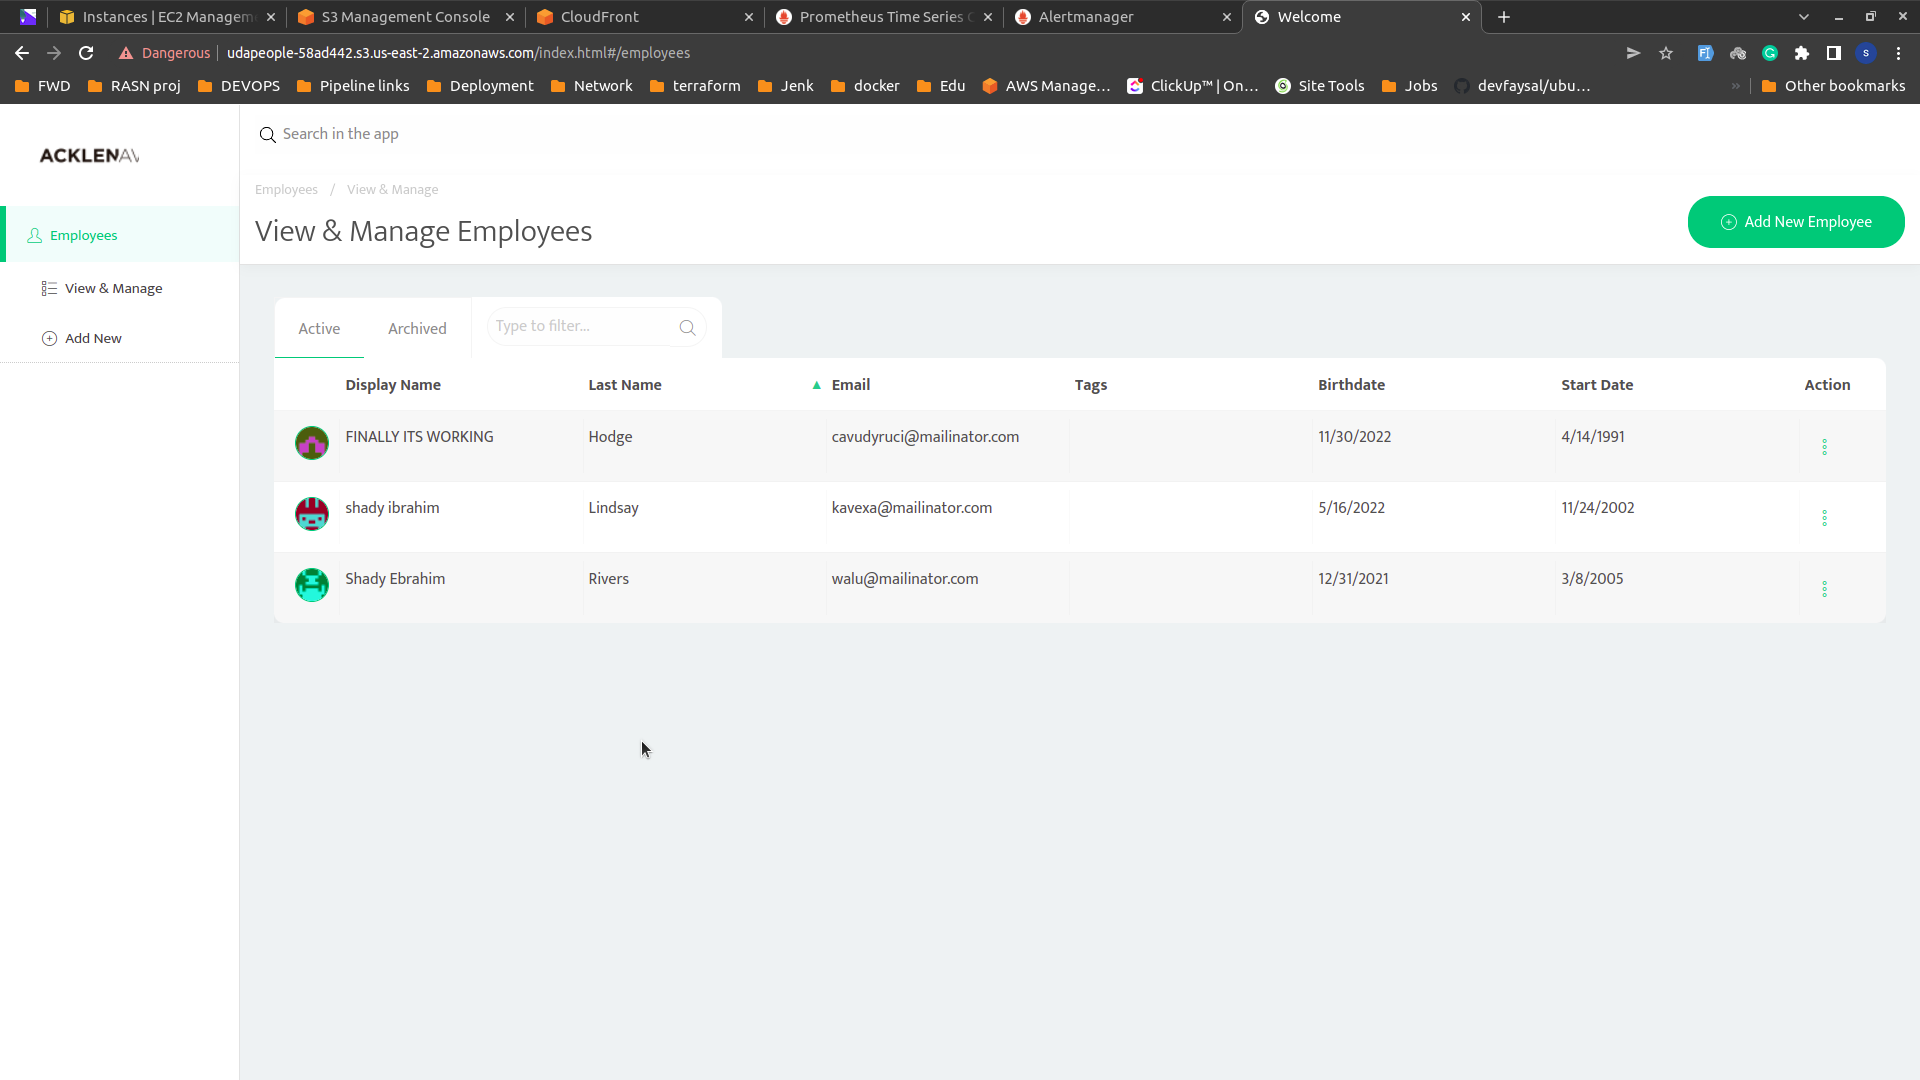 Instances | EC2 Managem
S3 Management Console
CloudFront
Prometheus Time Series C
Alertmanager
Welcome
Dangerous
udapeople-58ad442.s3.us-east-2.amazonaws.com/index.html#/employees
S
FWD
RASN proj
DEVOPS
Pipeline links
Deployment
Network
terraform
Jenk
docker
Edu
AWS Manage...
ClickUp™ | On...
Site Tools
Jobs
devfaysal/ubu...
»
Other bookmarks
ACKLENAV
Search in the app
Employees / View & Manage
View & Manage Employees
Add New Employee
Employees
View & Manage
Add New
Active
Archived
Type to filter...
Display Name Last Name ▲ Email Tags Birthdate Start Date Action
FINALLY ITS WORKING Hodge cavudyruci@mailinator.com 11/30/2022 4/14/1991
shady ibrahim Lindsay kavexa@mailinator.com 5/16/2022 11/24/2002
Shady Ebrahim Rivers walu@mailinator.com 12/31/2021 3/8/2005